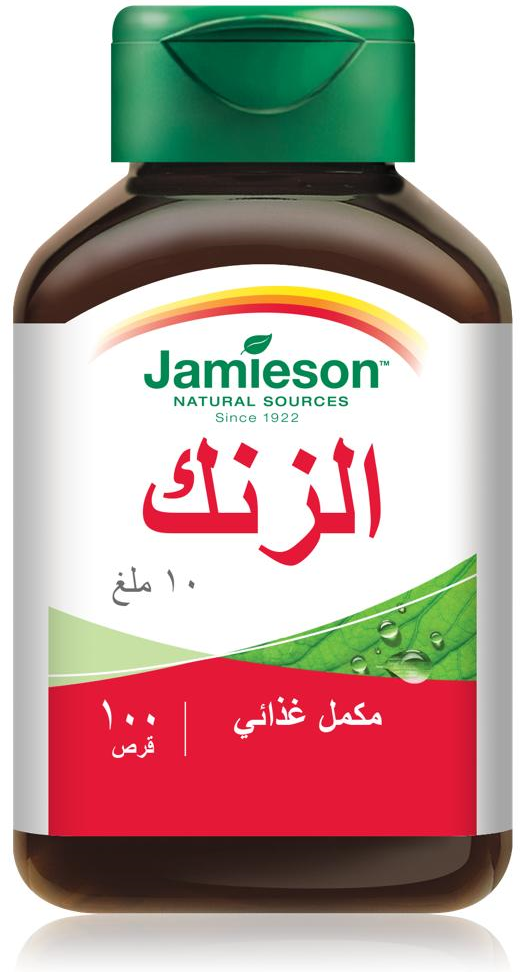 Jamieson™
NATURAL SOURCES
Since 1922
الزنك
١٠ ملغ
مكمل غذائي
١٠٠
قرص